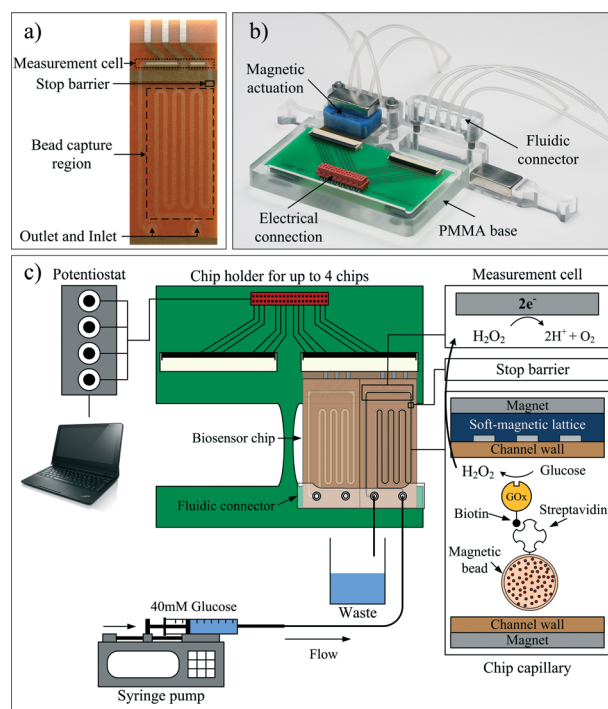 a)
Measurement cell
Stop barrier
Bead capture
region
Outlet and Inlet
b)
Magnetic
actuation
Fluidic
connector
Electrical
connection
PMMA base
c)
Potentiostat
Chip holder for up to 4 chips
Measurement cell
2e-
H2O2
2H+ + O2
Stop barrier
Magnet
Soft-magnetic lattice
Channel wall
Biosensor chip
H2O2
Glucose
GOx
Biotin
Streptavidin
Magnetic
bead
Fluidic connector
Waste
40mM Glucose
Flow
Syringe pump
Channel wall
Magnet
Chip capillary